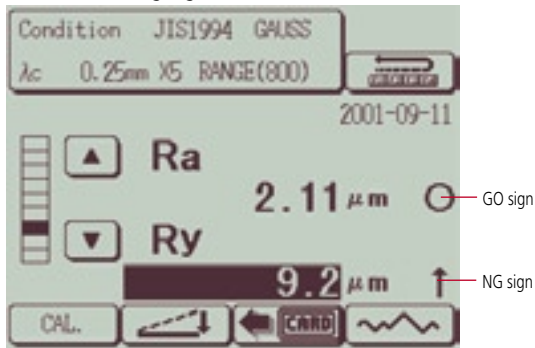 Condition JIS1994 GAUSS
λc 0.25mm X5 RANGE(800)
2001-09-11
Ra
2.11 μm
GO sign
Ry
9.2 μm
NG sign
CAL.
CARD